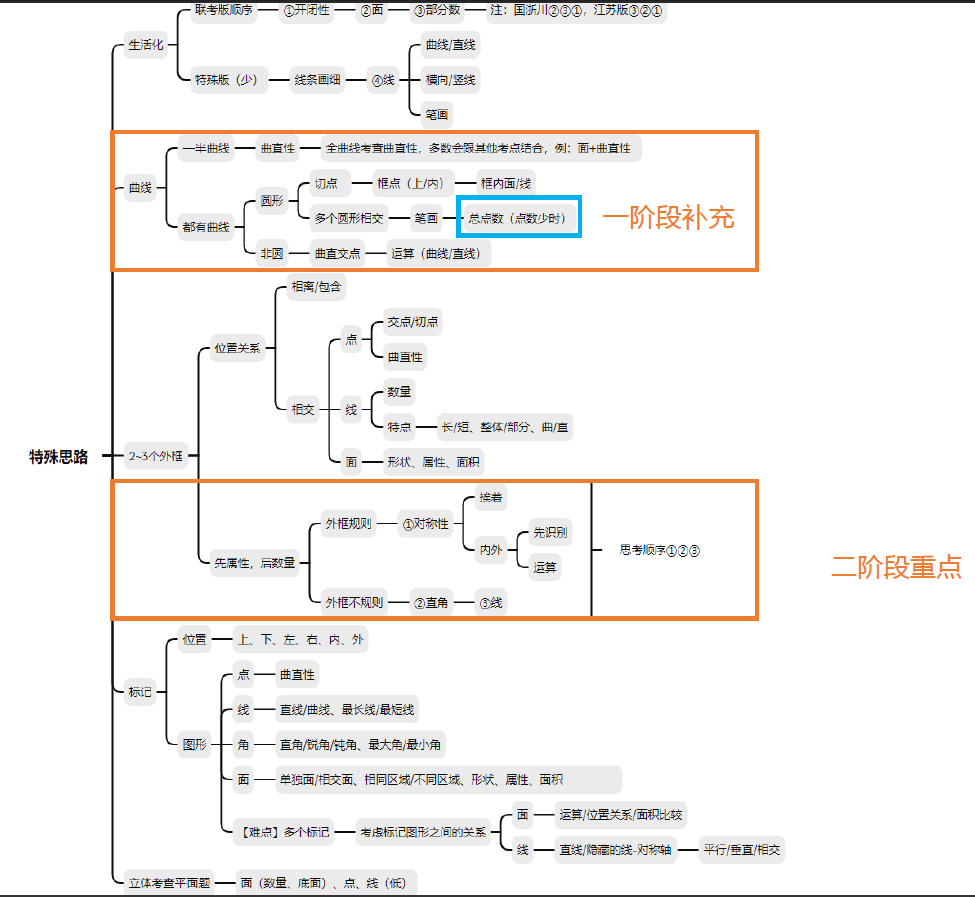 联考版顺序 ①开闭性 ②面 ③部分数 注：国浙川②③①，江苏版③②①
生活化
曲线/直线
特殊版（少） 线条画细 ④线 横向/竖线
笔画
一半曲线 曲直性 全曲线考查曲直性，多数会跟其他考点结合，例：面+曲直性
曲线
切点 框点（上/内） 框内面/线
圆形
多个圆形相交 笔画 总点数（点数少时） 一阶段补充
都有曲线
非圆 曲直交点 运算（曲线/直线）
相离/包含
交点/切点
点
位置关系
曲直性
数量
相交 线
特点 长/短、整体/部分、曲/直
特殊思路 2~3个外框
面 形状、属性、面积
挨着
外框规则 ①对称性
先识别
内外 思考顺序①②③
先属性，后数量
运算 二阶段重点
外框不规则 ②直角 ③线
位置 上、下、左、右、内、外
点 曲直性
标记
线 直线/曲线、最长线/最短线
图形 角 直角/锐角/钝角、最大角/最小角
面 单独面/相交面、相同区域/不同区域、形状、属性、面积
面 运算/位置关系/面积比较
【难点】多个标记 考虑标记图形之间的关系
线 直线/隐藏的线-对称轴 平行/垂直/相交
立体考查平面题 面（数量、底面）、点、线（低）